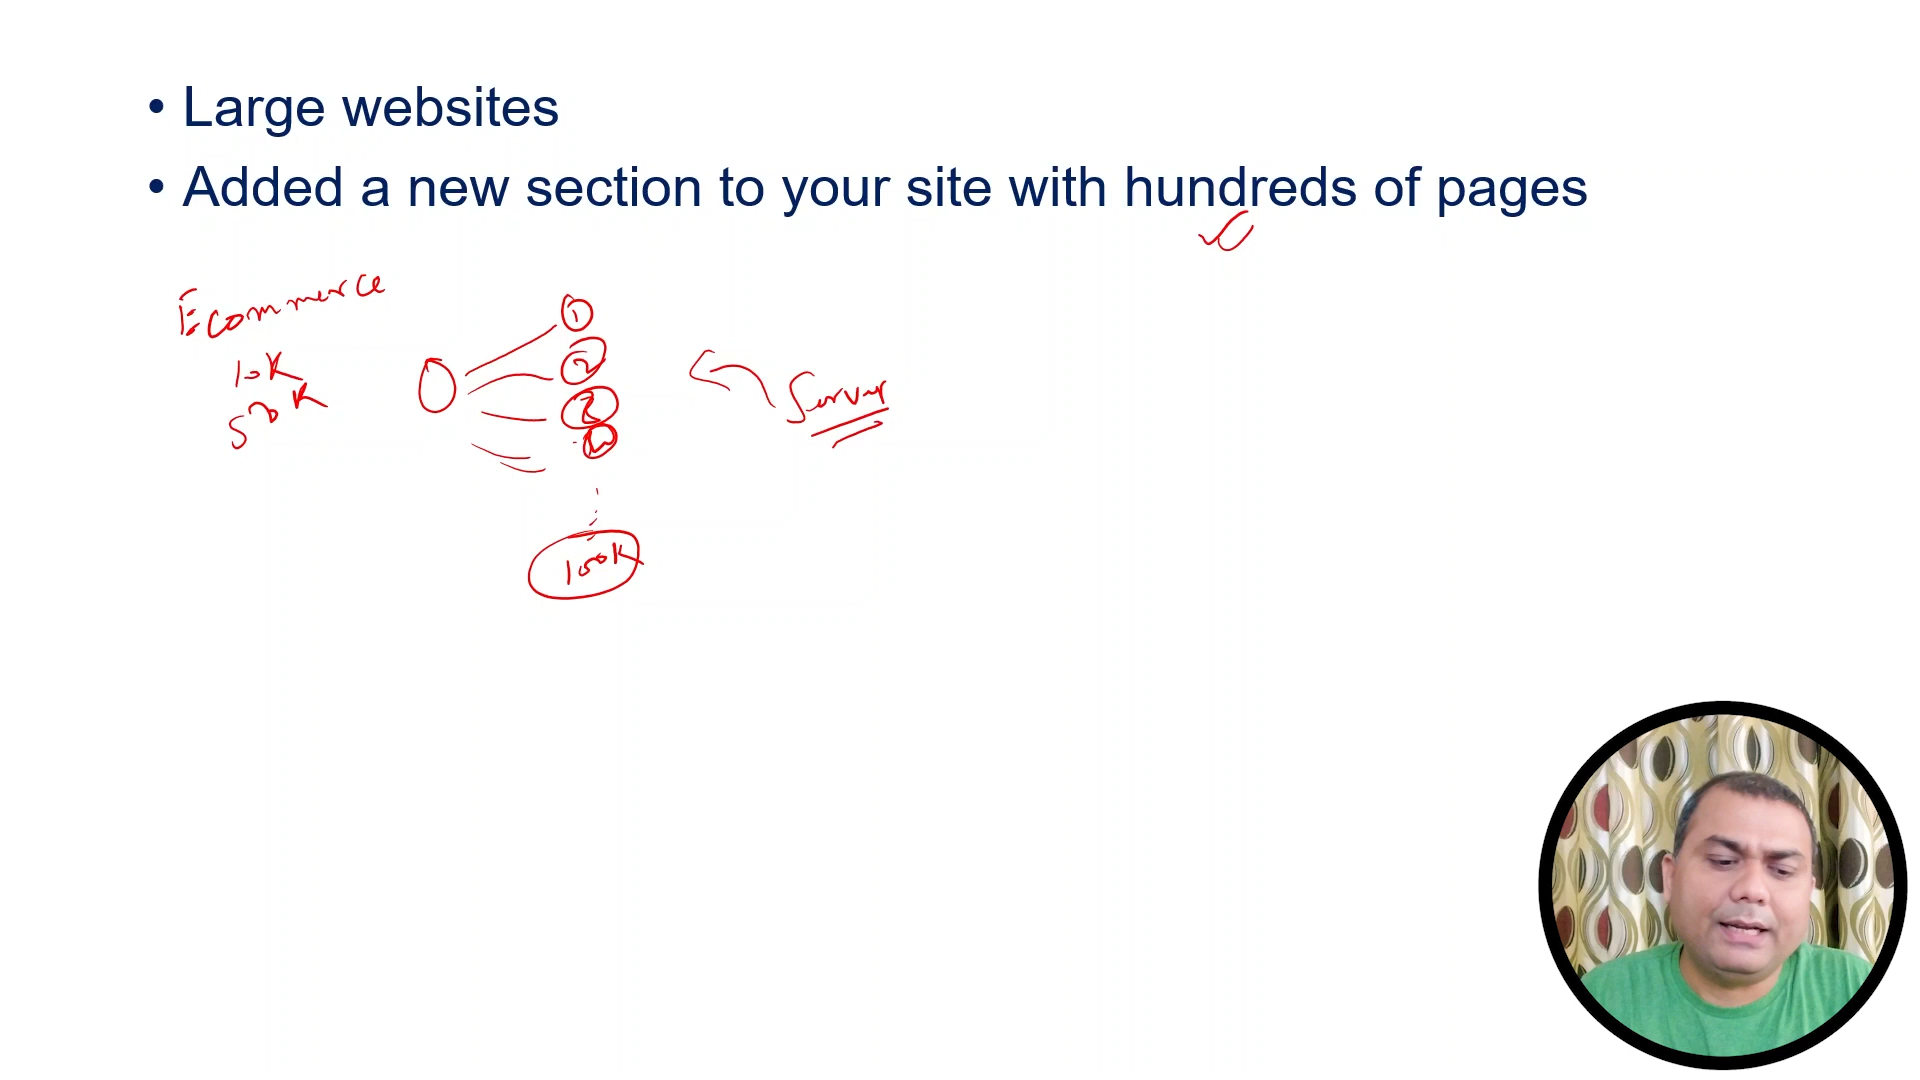 • Large websites
• Added a new section to your site with hundreds of pages
Ecommerce
10K
50K
1
2
3
Server
100K